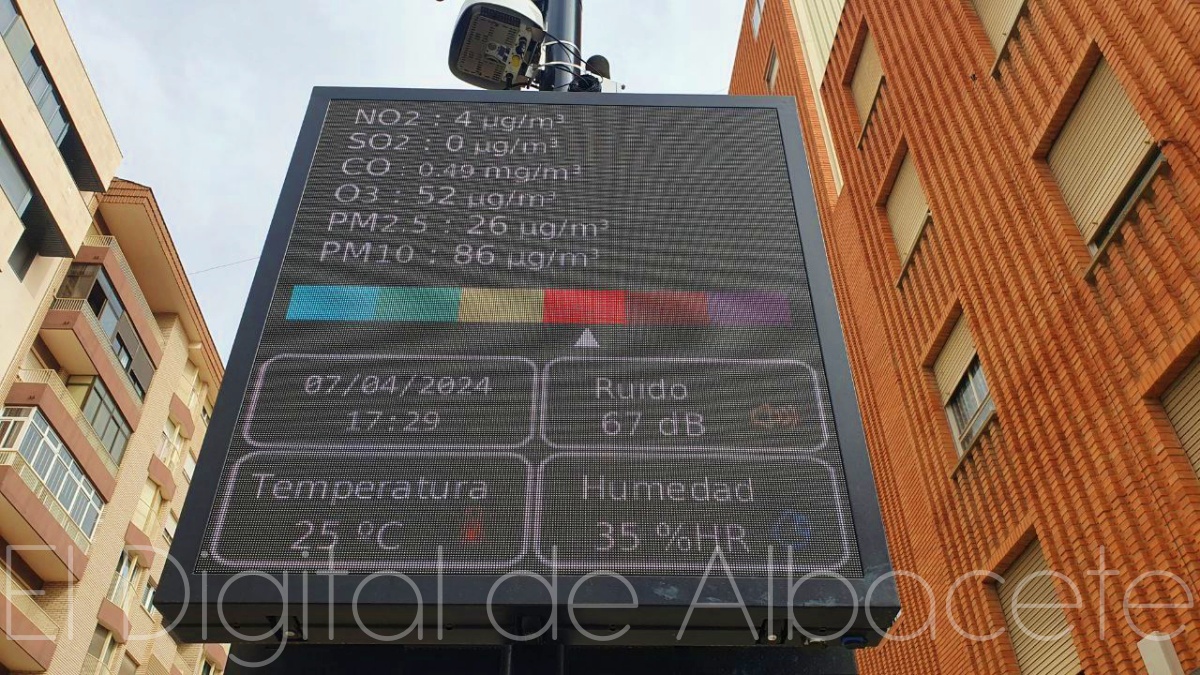 NO2 : 4 µg/m³
SO2 : 0 µg/m³
CO : 0.49 mg/m³
O3 : 52 µg/m³
PM2.5 : 26 µg/m³
PM10 : 86 µg/m³
07/04/2024
17:29
Ruido
67 dB
Temperatura
25 ºC
Humedad
35 %HR
El Digital de Albacete